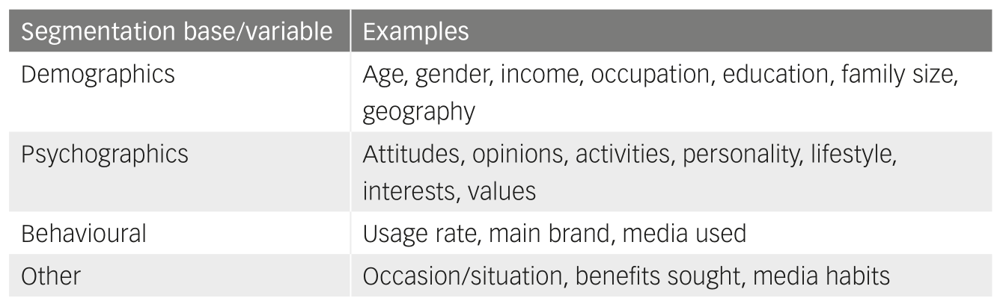 Segmentation base/variable Examples
Demographics Age, gender, income, occupation, education, family size,
geography
Psychographics Attitudes, opinions, activities, personality, lifestyle,
interests, values
Behavioural Usage rate, main brand, media used
Other Occasion/situation, benefits sought, media habits